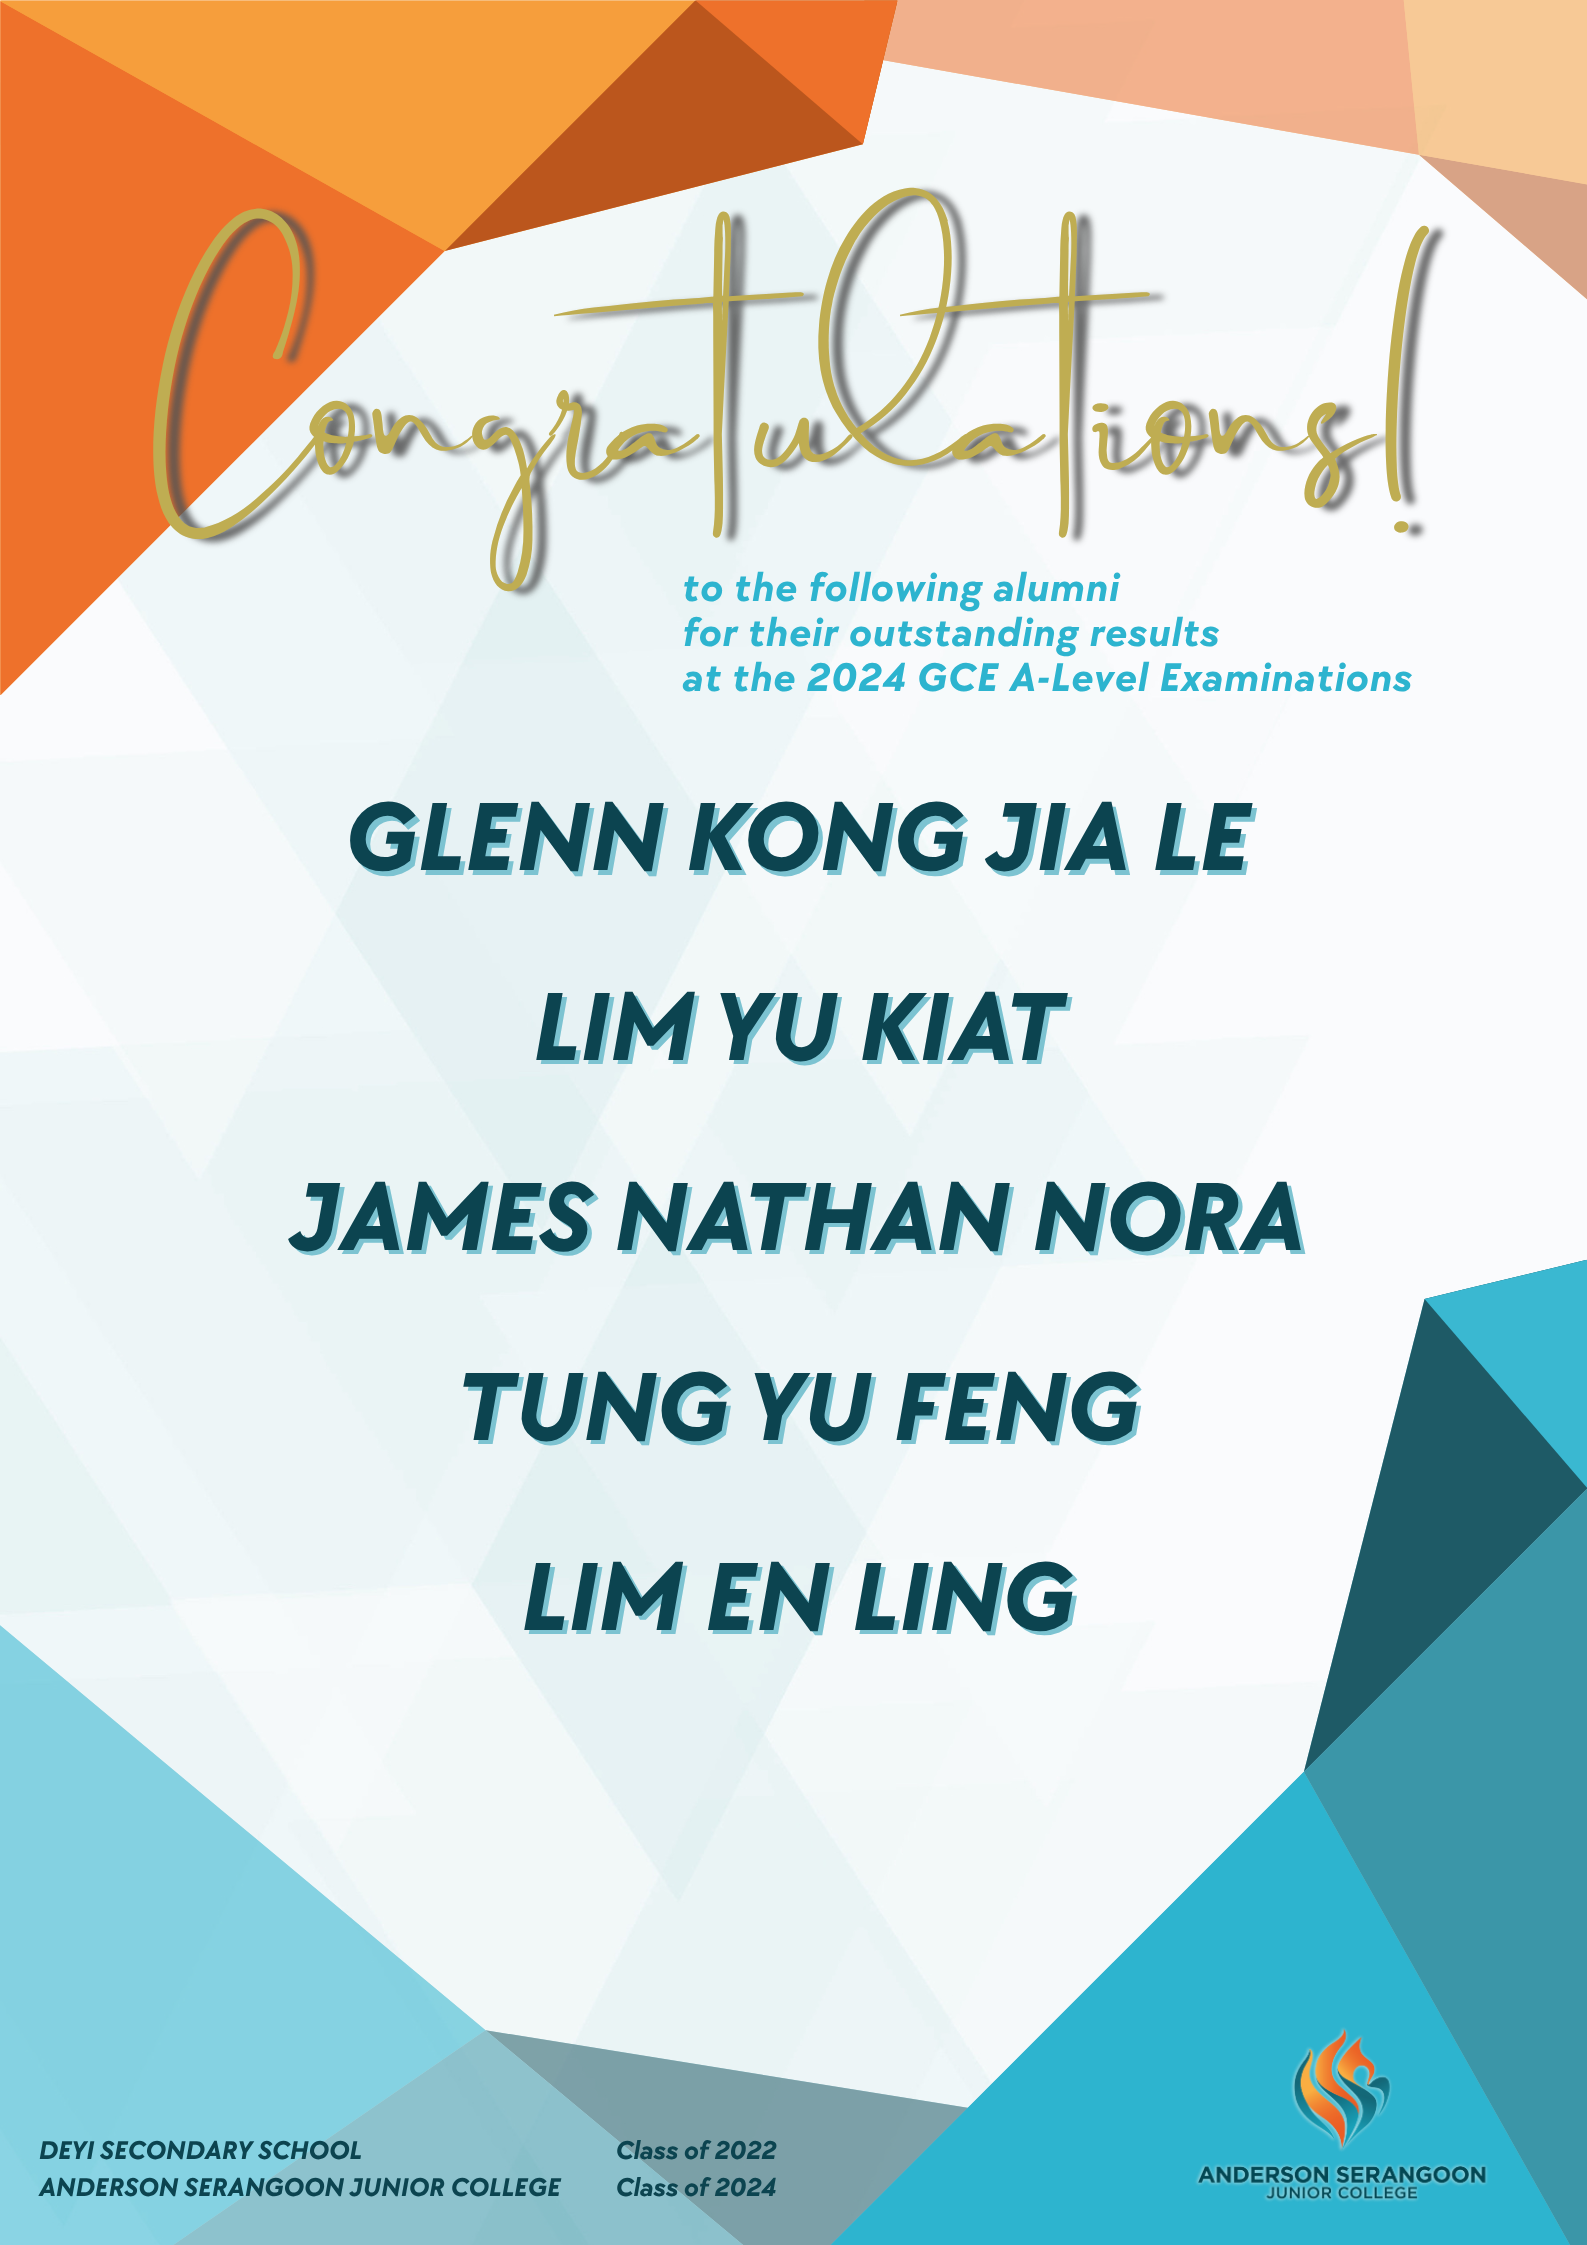 Congratulations!
to the following alumni
for their outstanding results
at the 2024 GCE A-Level Examinations
GLENN KONG JIA LE
LIM YU KIAT
JAMES NATHAN NORA
TUNG YU FENG
LIM EN LING
DEYI SECONDARY SCHOOL Class of 2022
ANDERSON SERANGOON JUNIOR COLLEGE Class of 2024
ANDERSON SERANGOON
JUNIOR COLLEGE